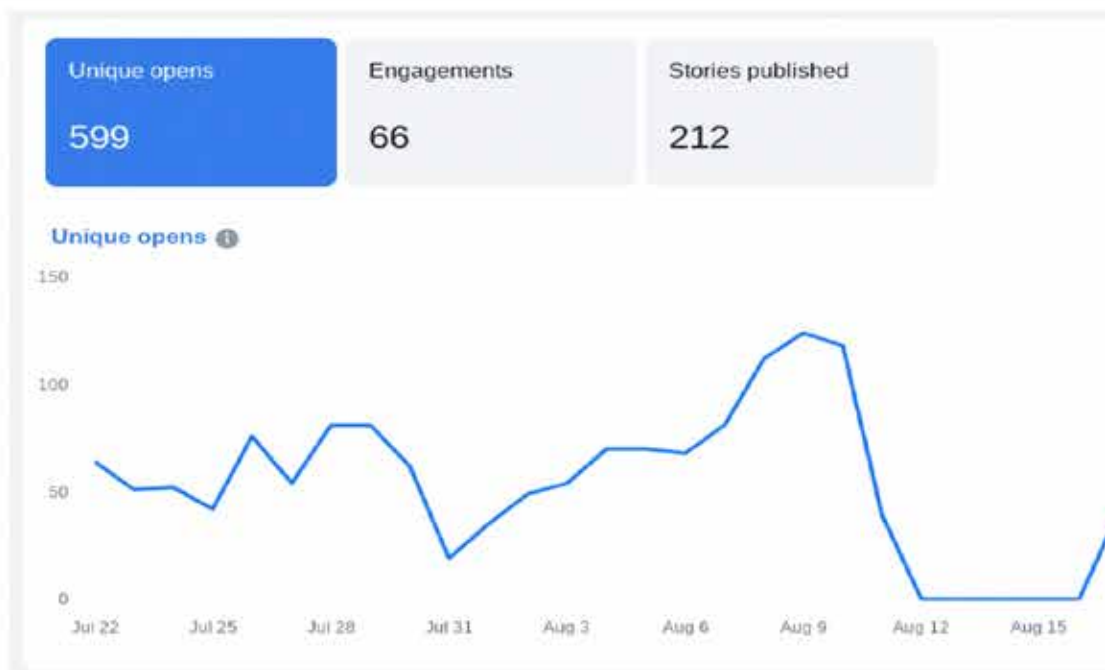 Unique opens Engagements Stories published
599 66 212
Unique opens
150
100
50
0
Jul 22 Jul 25 Jul 28 Jul 31 Aug 3 Aug 6 Aug 9 Aug 12 Aug 15